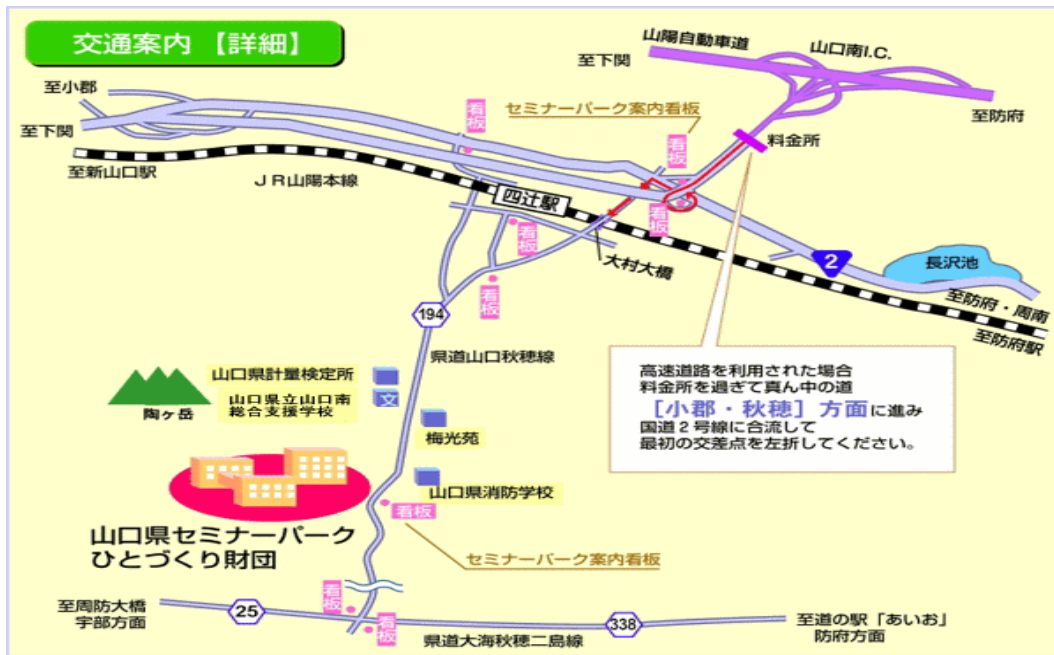 交通案内 【詳細】
山陽自動車道
山口南I.C.
至下関
至防府
至小郡
至下関
至新山口駅
JR山陽本線
看板
セミナーパーク案内看板
看板
料金所
四辻駅
看板
看板
大村大橋
2
長沢池
至防府・周南
至防府駅
看板
194
県道山口秋穂線
高速道路を利用された場合
料金所を過ぎて真ん中の道
[小郡・秋穂] 方面に進み
国道2号線に合流して
最初の交差点を左折してください。
山口県計量検定所
陶ヶ岳
山口県立山口南
総合支援学校
文
梅光苑
山口県消防学校
看板
山口県セミナーパーク
ひとづくり財団
セミナーパーク案内看板
看板
至周防大橋
宇部方面
25
看板
県道大海秋穂二島線
338
至道の駅「あいお」
防府方面